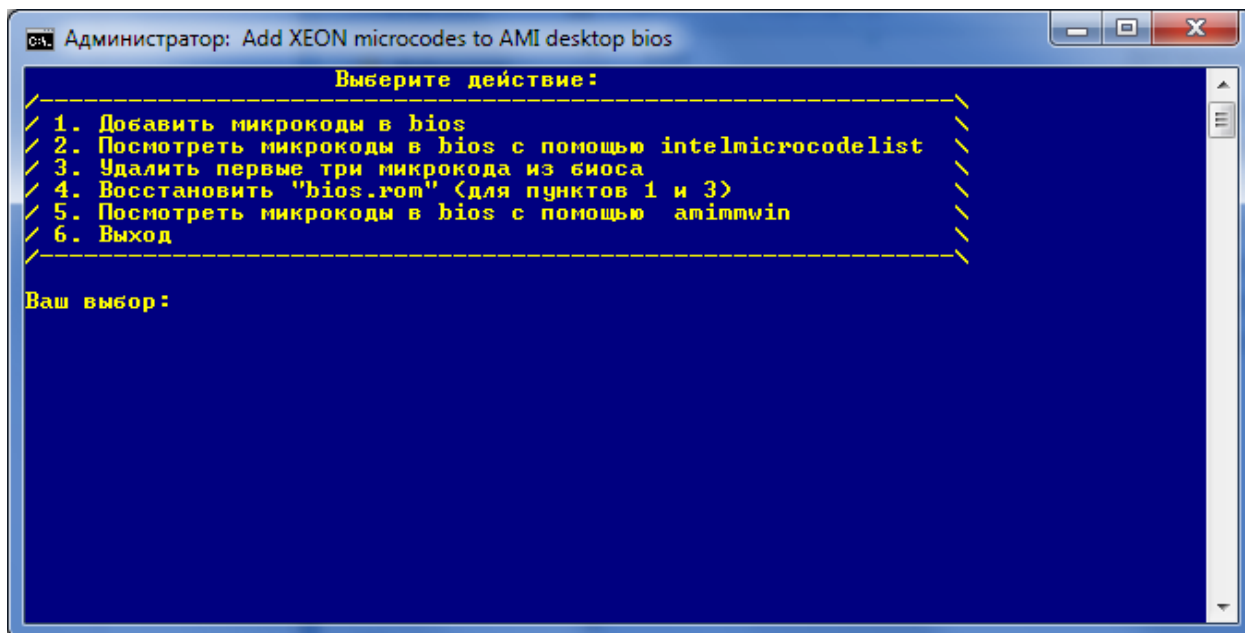 Администратор: Add XEON microcodes to AMI desktop bios
Выберите действие:
/--------------------------------------------------------------\
/ 1. Добавить микрокоды в bios \
/ 2. Посмотреть микрокоды в bios с помощью intelmicrocodelist \
/ 3. Удалить первые три микрокода из биоса \
/ 4. Восстановить "bios.rom" (для пунктов 1 и 3) \
/ 5. Посмотреть микрокоды в bios с помощью  amimmwin \
/ 6. Выход \
/--------------------------------------------------------------\
Ваш выбор: